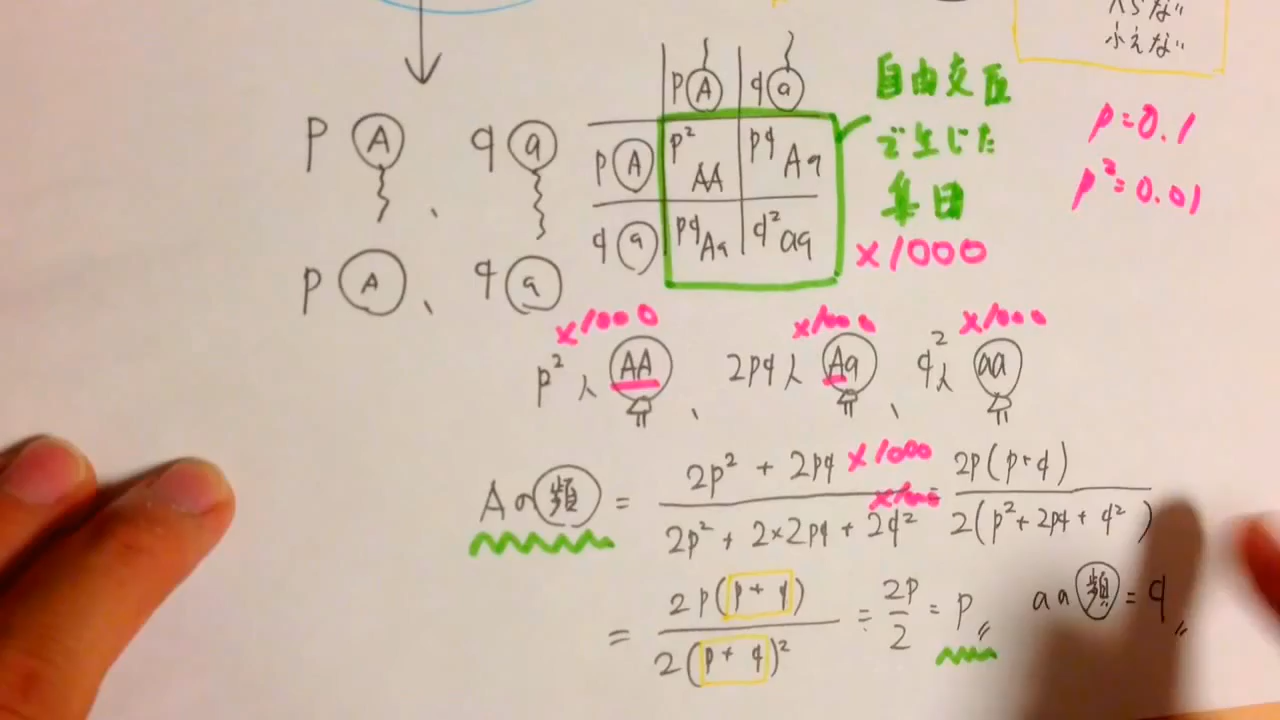 へらない
ふえない
p A 、 q a
p A 、 q a
p A q a
p A p² AA pq Aa
q a pq Aa q² aa
自由交配
で生じた
集団
×1000
p=0.1
p²=0.01
×1000 ×1000 ×1000
p²人 AA 、 2pq人 Aa 、 q²人 aa
Aの頻 = (2p² + 2pq ×1000)/(2p² + 2×2pq + 2q² ×1000) = 2p(p+q)/2(p²+2pq+q²)
= 2p(p+q)/2(p+q)² = 2p/2 = p〃 aの頻 = q〃